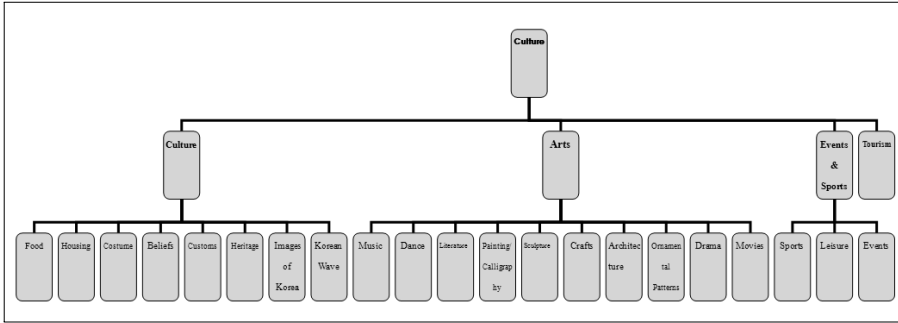 Culture
Culture
Arts
Events
&
Sports
Tourism
Food
Housing
Costume
Beliefs
Customs
Heritage
Images
of
Korea
Korean
Wave
Music
Dance
Literature
Painting/
Calligrap
hy
Sculpture
Crafts
Architec
ture
Ornamen
tal
Patterns
Drama
Movies
Sports
Leisure
Events